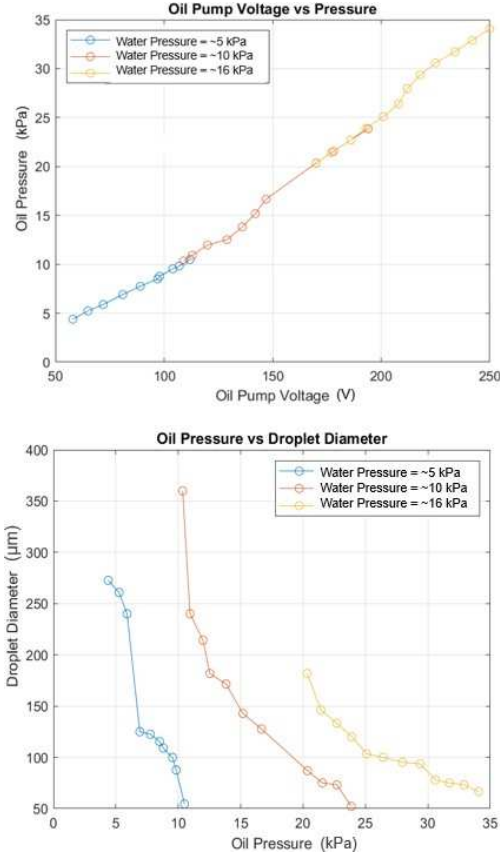 Oil Pump Voltage vs Pressure
35
30
25
20
15
10
5
0
Oil Pressure (kPa)
Water Pressure = ~5 kPa
Water Pressure = ~10 kPa
Water Pressure = ~16 kPa
50 100 150 200 250
Oil Pump Voltage (V)
Oil Pressure vs Droplet Diameter
400
350
300
250
200
150
100
50
Droplet Diameter (µm)
Water Pressure = ~5 kPa
Water Pressure = ~10 kPa
Water Pressure = ~16 kPa
0 5 10 15 20 25 30 35
Oil Pressure (kPa)